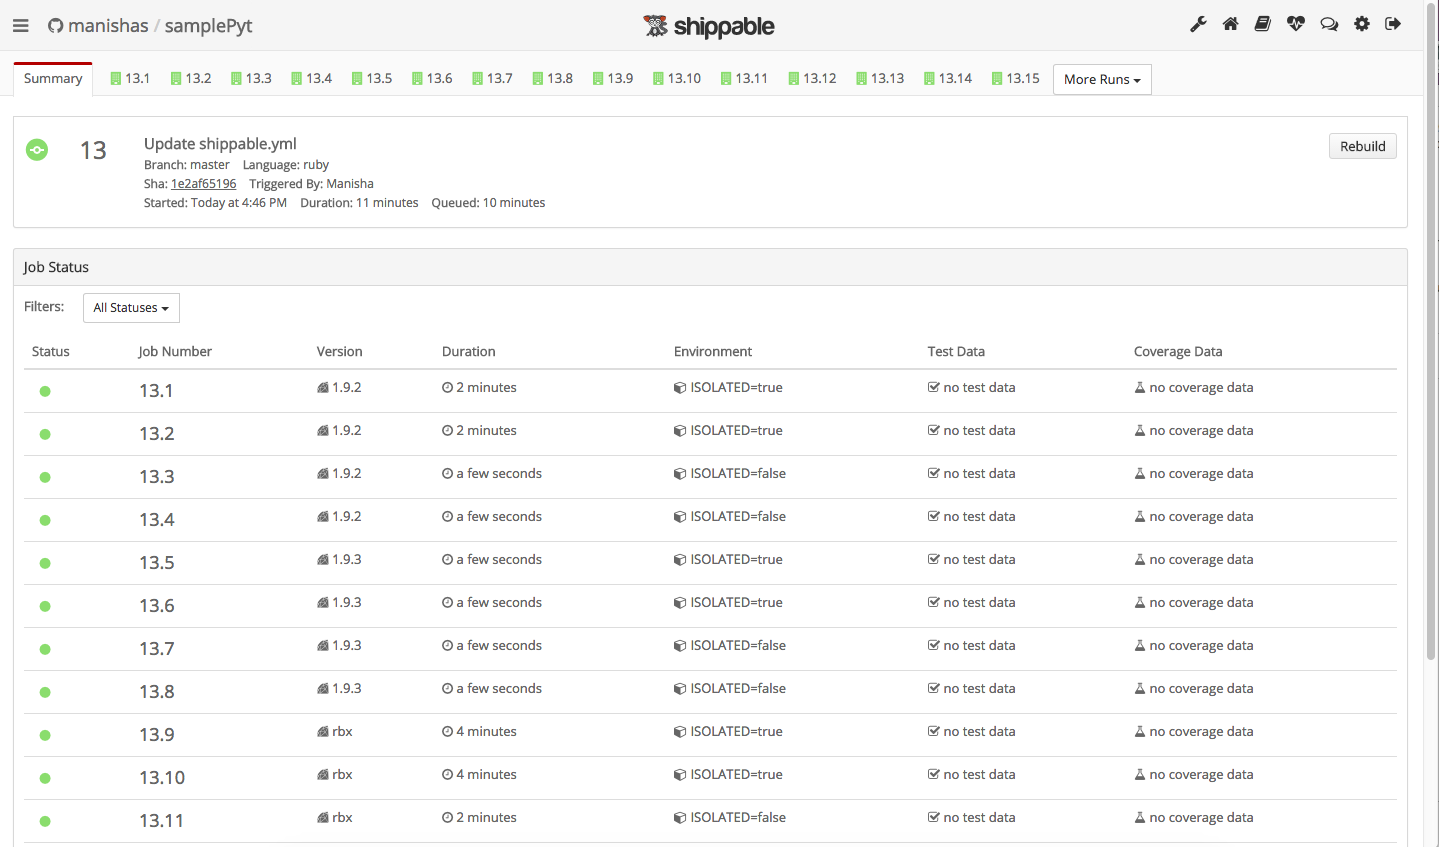 manishas / samplePyt
shippable
Summary 13.1 13.2 13.3 13.4 13.5 13.6 13.7 13.8 13.9 13.10 13.11 13.12 13.13 13.14 13.15 More Runs
13 Update shippable.yml Rebuild
Branch: master Language: ruby
Sha: 1e2af65196 Triggered By: Manisha
Started: Today at 4:46 PM Duration: 11 minutes Queued: 10 minutes
Job Status
Filters: All Statuses
Status Job Number Version Duration Environment Test Data Coverage Data
13.1 1.9.2 2 minutes ISOLATED=true no test data no coverage data
13.2 1.9.2 2 minutes ISOLATED=true no test data no coverage data
13.3 1.9.2 a few seconds ISOLATED=false no test data no coverage data
13.4 1.9.2 a few seconds ISOLATED=false no test data no coverage data
13.5 1.9.3 a few seconds ISOLATED=true no test data no coverage data
13.6 1.9.3 a few seconds ISOLATED=true no test data no coverage data
13.7 1.9.3 a few seconds ISOLATED=false no test data no coverage data
13.8 1.9.3 a few seconds ISOLATED=false no test data no coverage data
13.9 rbx 4 minutes ISOLATED=true no test data no coverage data
13.10 rbx 4 minutes ISOLATED=true no test data no coverage data
13.11 rbx 2 minutes ISOLATED=false no test data no coverage data